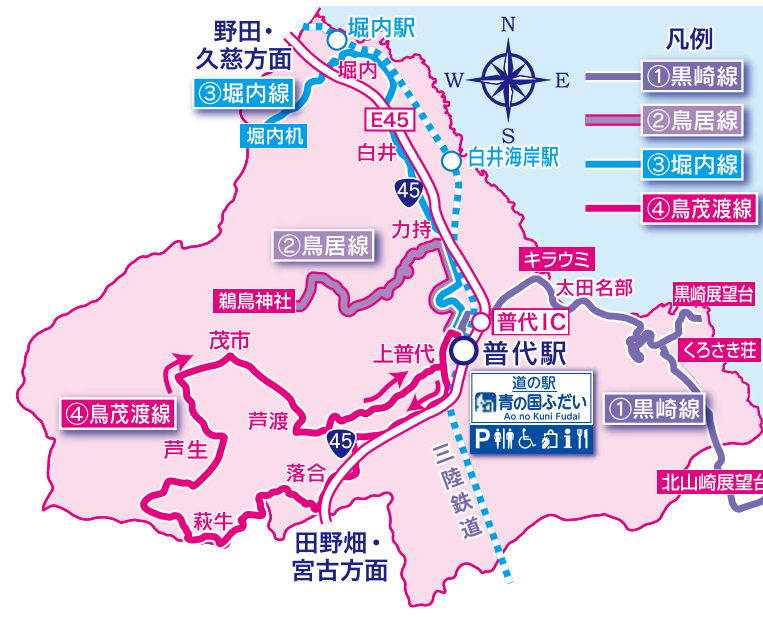 野田・
久慈方面
堀内駅
N
W
E
S
凡例
①黒崎線
②鳥居線
③堀内線
④鳥茂渡線
③堀内線
堀内
堀内机
E45
白井
白井海岸駅
45
力持
②鳥居線
鵜鳥神社
キラウミ
太田名部
黒崎展望台
普代IC
くろさき荘
茂市
上普代
普代駅
道の駅
青の国ふだい
Ao no Kuni Fudai
P
①黒崎線
④鳥茂渡線
芦渡
45
芦生
落合
三陸鉄道
北山崎展望台
萩牛
田野畑・
宮古方面